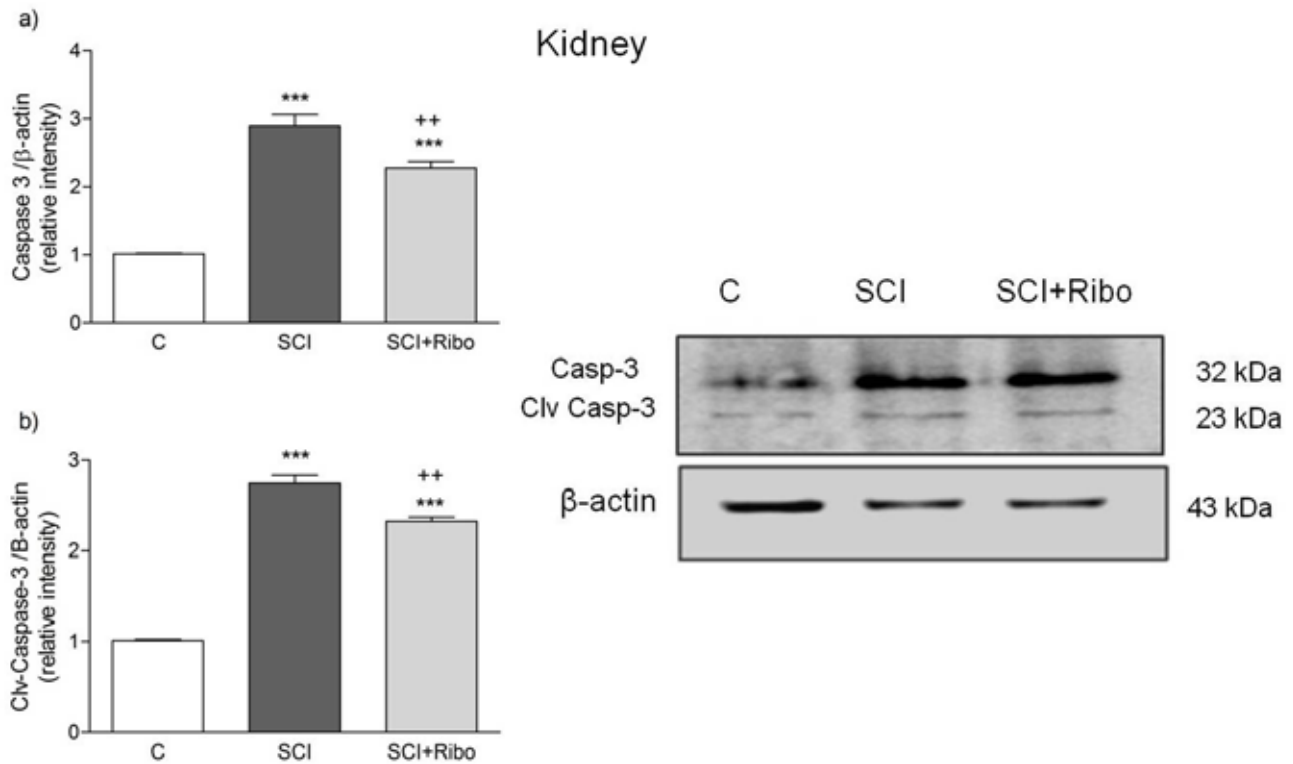 a)
Kidney
Caspase 3 /β-actin
(relative intensity)
4
3
2
1
0
***
++
***
C SCI SCI+Ribo
b)
Clv-Caspase-3 /B-actin
(relative intensity)
3
2
1
0
***
++
***
C SCI SCI+Ribo
C SCI SCI+Ribo
Casp-3 32 kDa
Clv Casp-3 23 kDa
β-actin 43 kDa